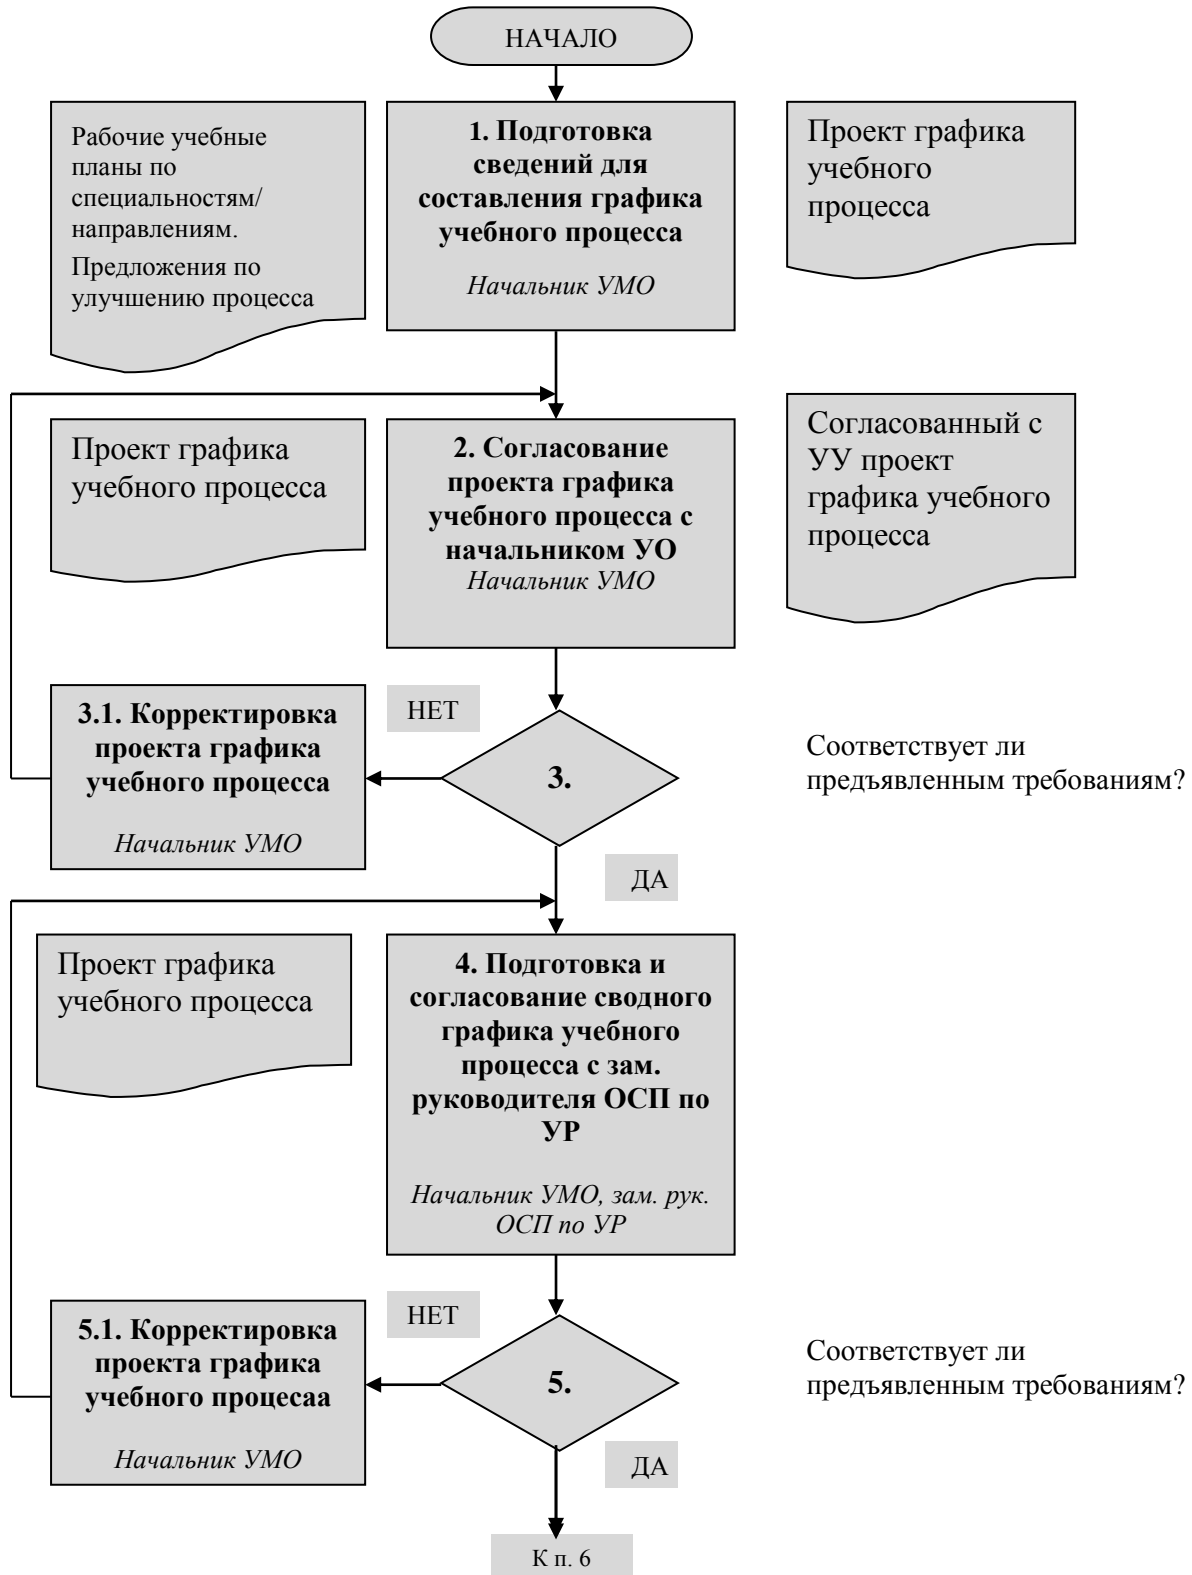 НАЧАЛО
Рабочие учебные
планы по
специальностям/
направлениям.
Предложения по
улучшению процесса
1. Подготовка
сведений для
составления графика
учебного процесса
Начальник УМО
Проект графика
учебного
процесса
Проект графика
учебного процесса
2. Согласование
проекта графика
учебного процесса с
начальником УО
Начальник УМО
Согласованный с
УУ проект
графика учебного
процесса
3.1. Корректировка
проекта графика
учебного процесса
Начальник УМО
НЕТ
3.
Соответствует ли
предъявленным требованиям?
ДА
Проект графика
учебного процесса
4. Подготовка и
согласование сводного
графика учебного
процесса с зам.
руководителя ОСП по
УР
Начальник УМО, зам. рук.
ОСП по УР
5.1. Корректировка
проекта графика
учебного процесаа
Начальник УМО
НЕТ
5.
Соответствует ли
предъявленным требованиям?
ДА
К п. 6